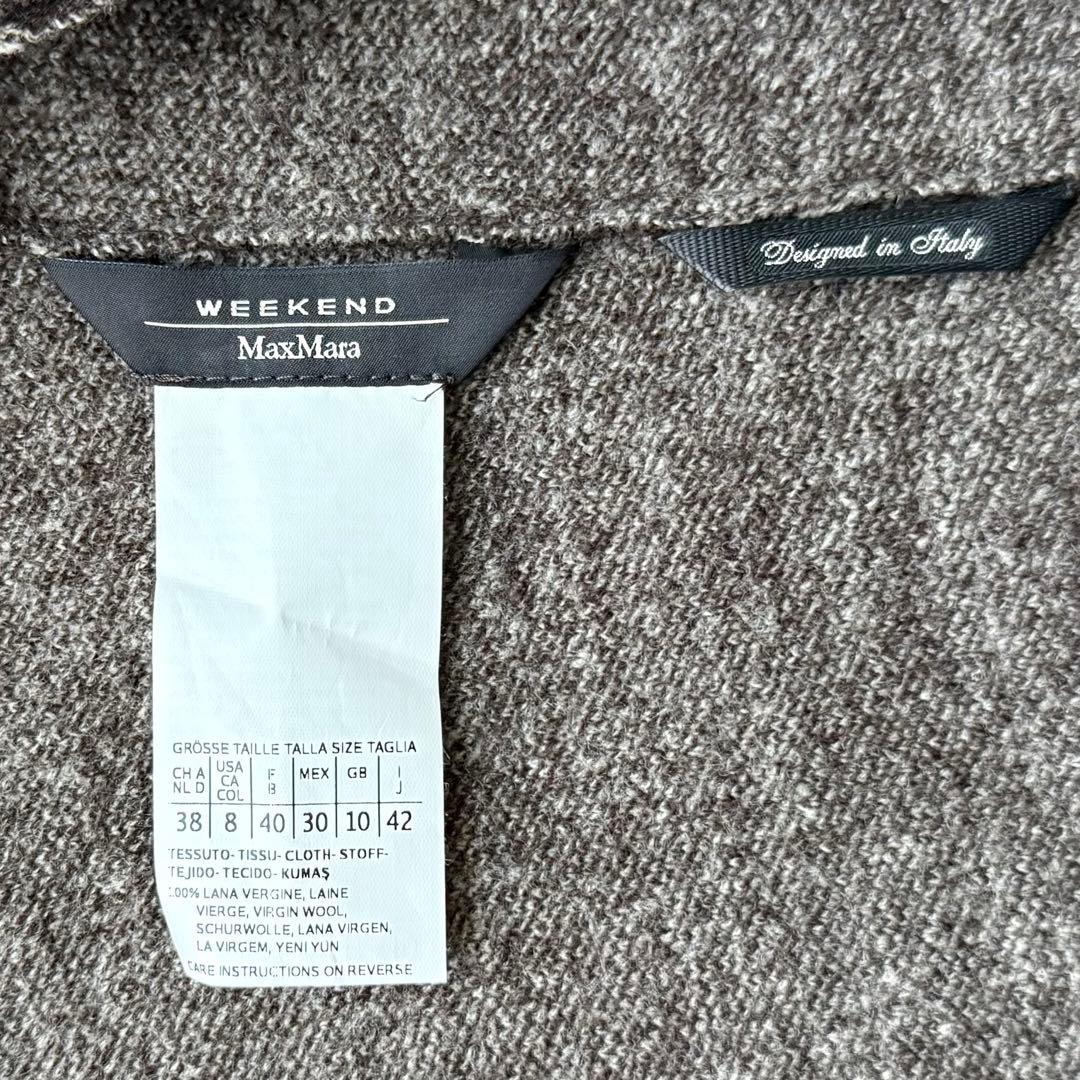 WEEKEND
MaxMara
Designed in Italy
GRÖSSE TAILLE TALLA SIZE TAGLIA
CH A NL D USA CA COL F B MEX GB I J
38 8 40 30 10 42
TESSUTO-TISSU-CLOTH-STOFF-
TEJIDO-TECIDO-KUMAŞ
100% LANA VERGINE, LAINE
VIERGE, VIRGIN WOOL,
SCHURWOLLE, LANA VIRGEN,
LA VIRGEM, YENI YÜN
CARE INSTRUCTIONS ON REVERSE